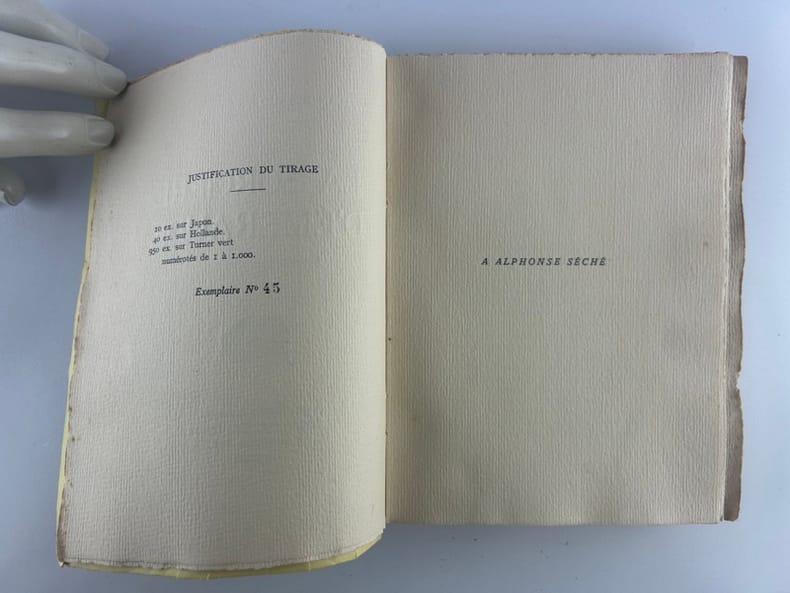 JUSTIFICATION DU TIRAGE
10 ex. sur Japon.
40 ex. sur Hollande.
950 ex. sur Turner vert
numérotés de 1 à 1.000.
Exemplaire Nº 45
A ALPHONSE SÉCHÉ